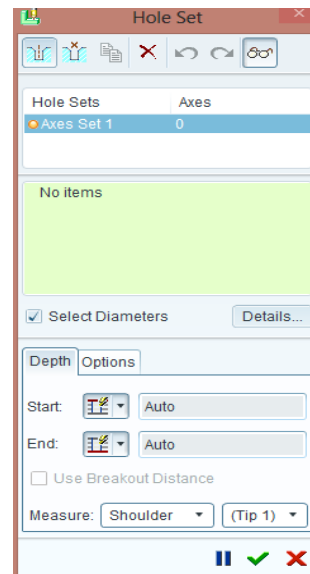 Hole Set
Hole Sets Axes
Axes Set 1 0
No items
Select Diameters Details...
Depth Options
Start: Auto
End: Auto
Use Breakout Distance
Measure: Shoulder (Tip 1)